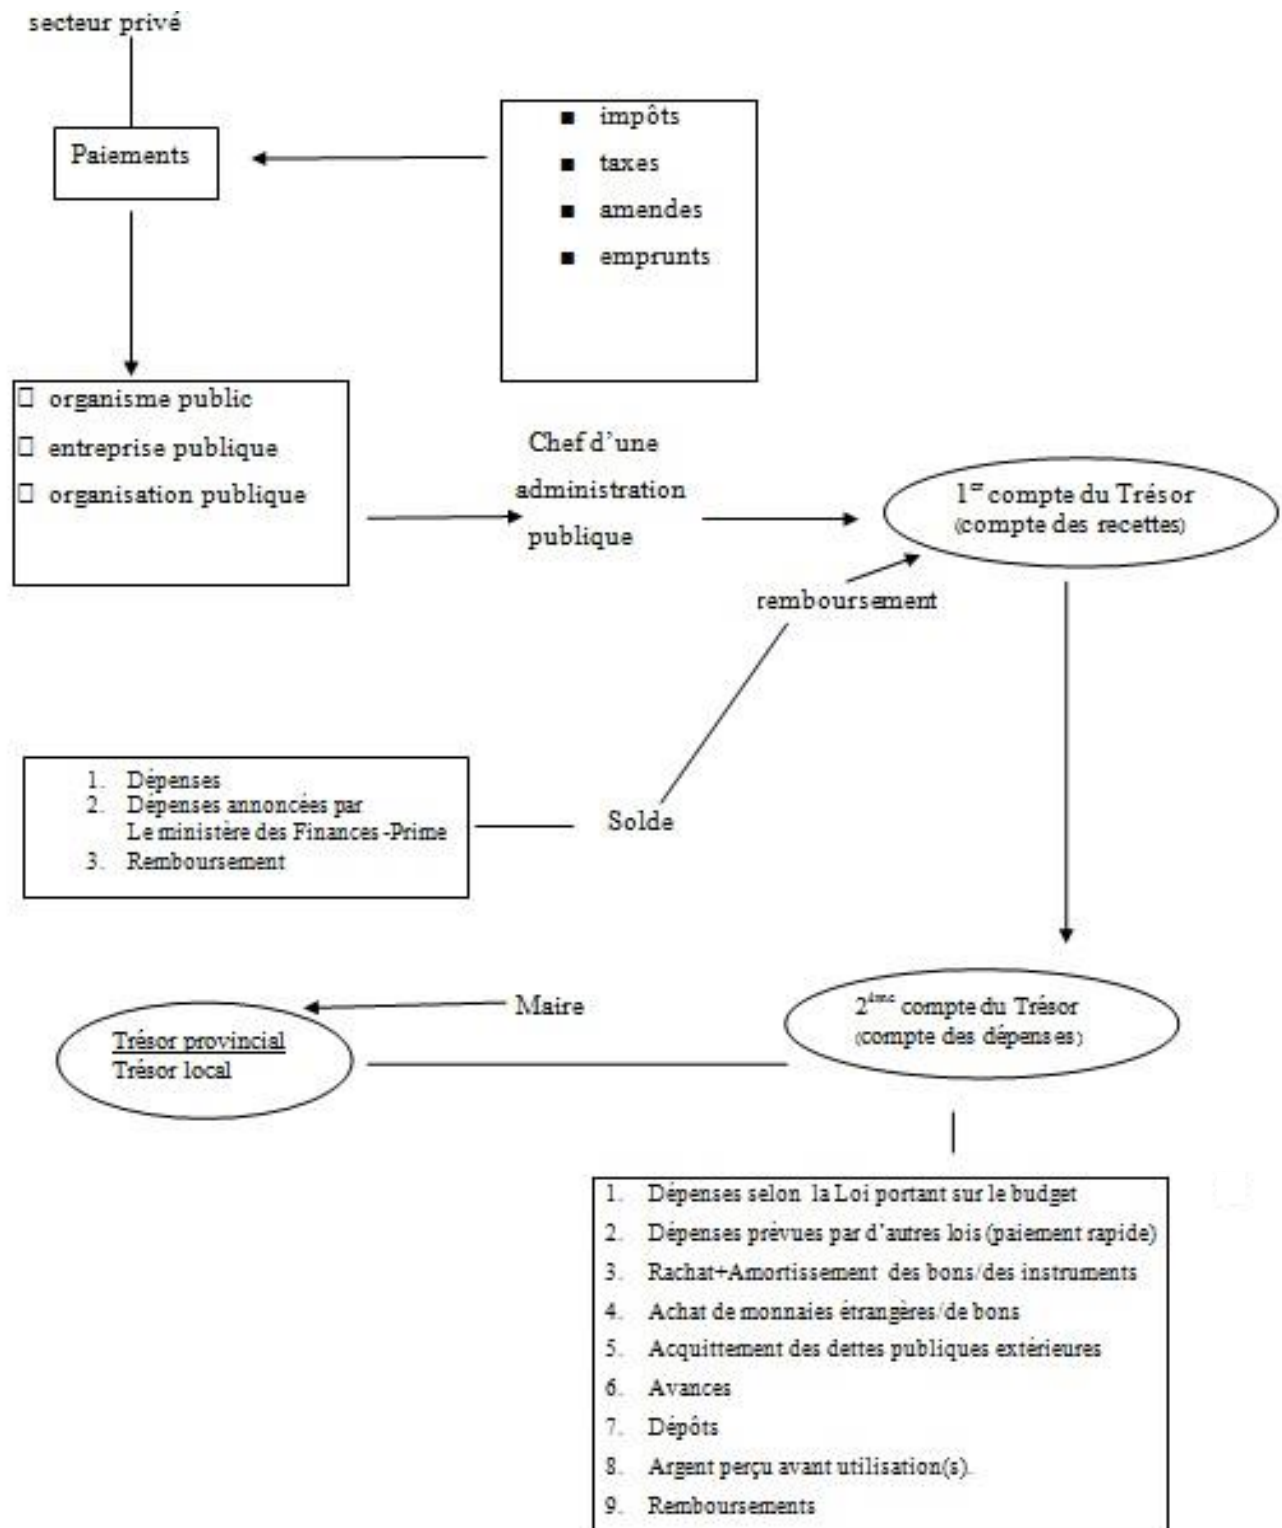 secteur privé
Paiements
■ impôts
■ taxes
■ amendes
■ emprunts
□ organisme public
□ entreprise publique
□ organisation publique
Chef d'une
administration
publique
1er compte du Trésor
(compte des recettes)
remboursement
1. Dépenses
2. Dépenses annoncées par
Le ministère des Finances -Prime
3. Remboursement
Solde
Trésor provincial
Trésor local
Maire
2ème compte du Trésor
(compte des dépenses)
1. Dépenses selon la Loi portant sur le budget
2. Dépenses prévues par d'autres lois (paiement rapide)
3. Rachat+Amortissement des bons/des instruments
4. Achat de monnaies étrangères/de bons
5. Acquittement des dettes publiques extérieures
6. Avances
7. Dépôts
8. Argent perçu avant utilisation(s).
9. Remboursements